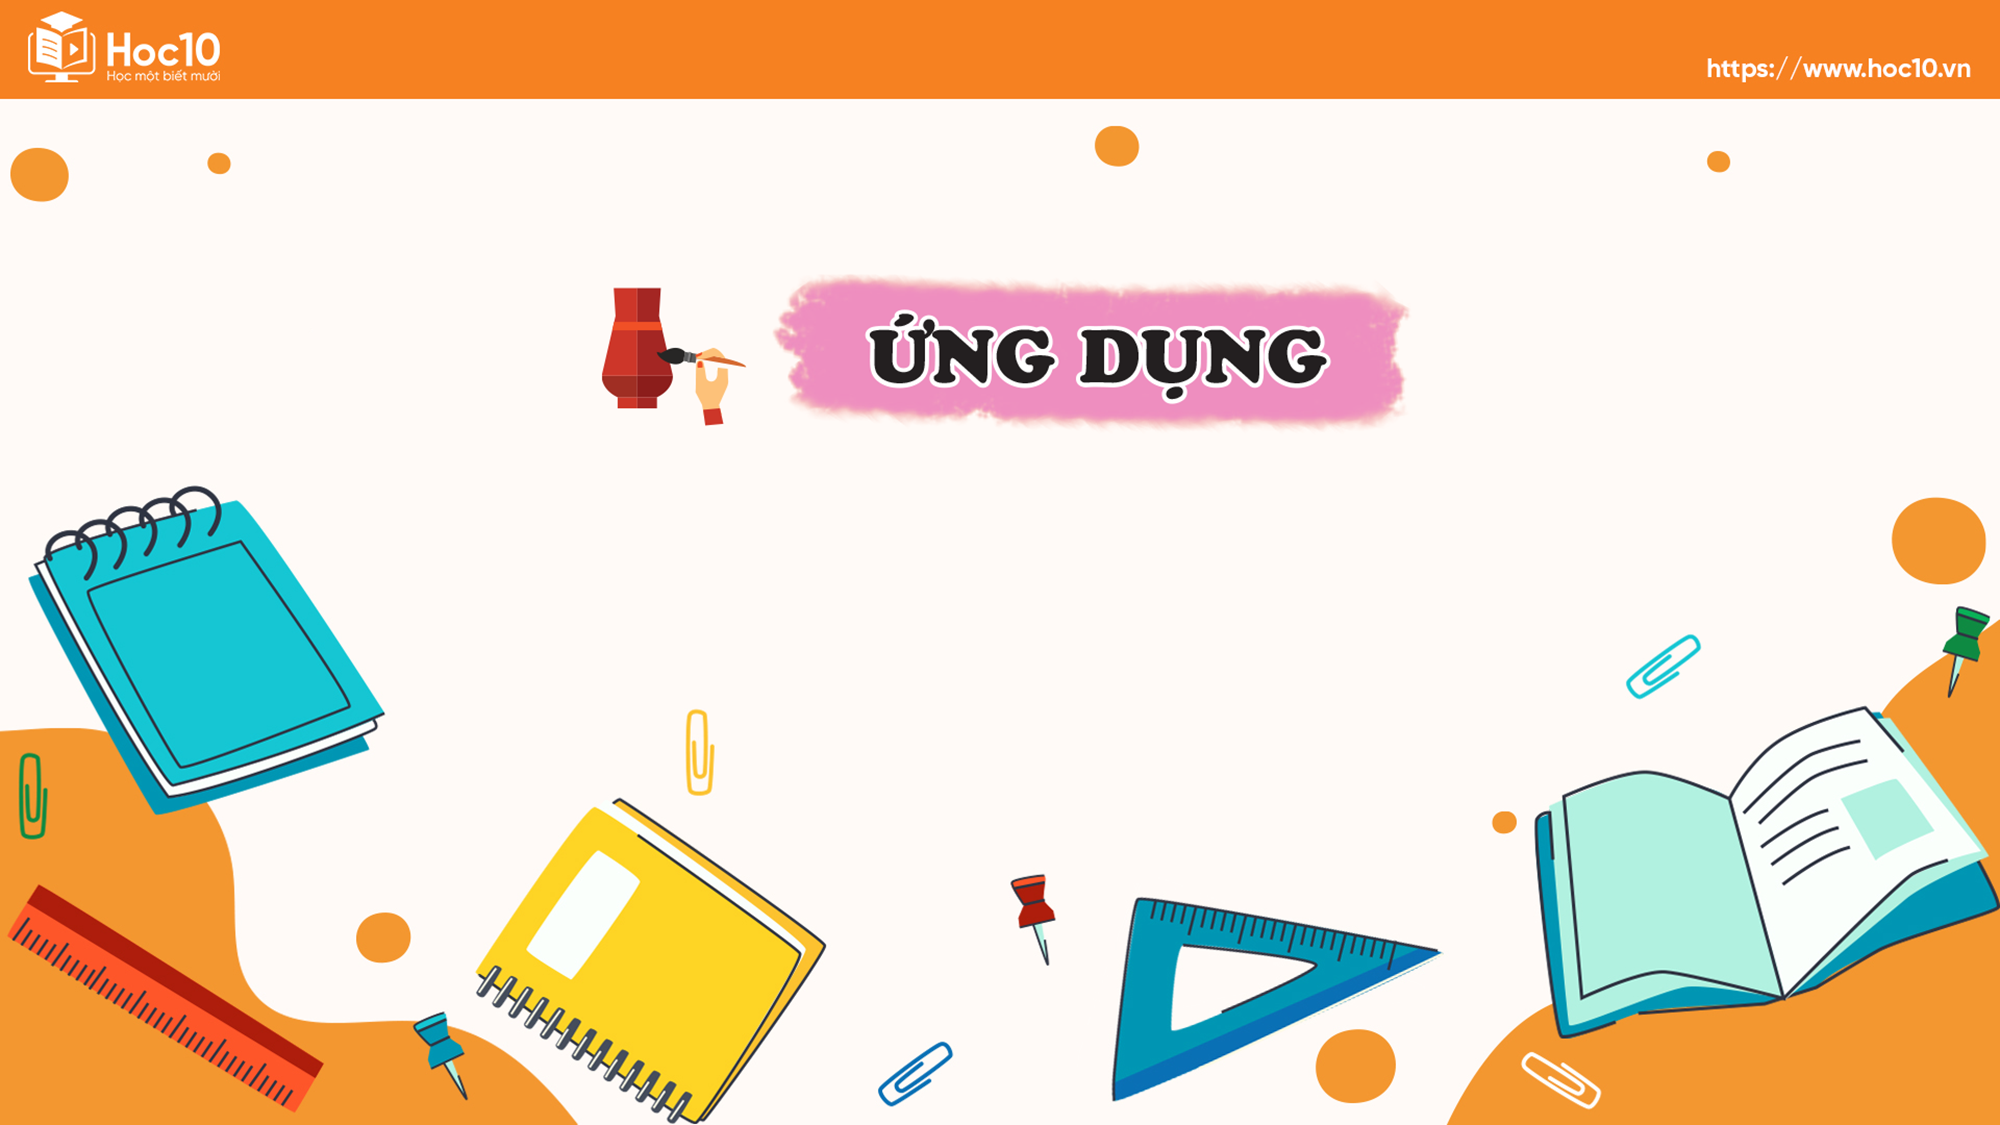 Hoc10
Học một biết mười
https://www.hoc10.vn
ỨNG DỤNG